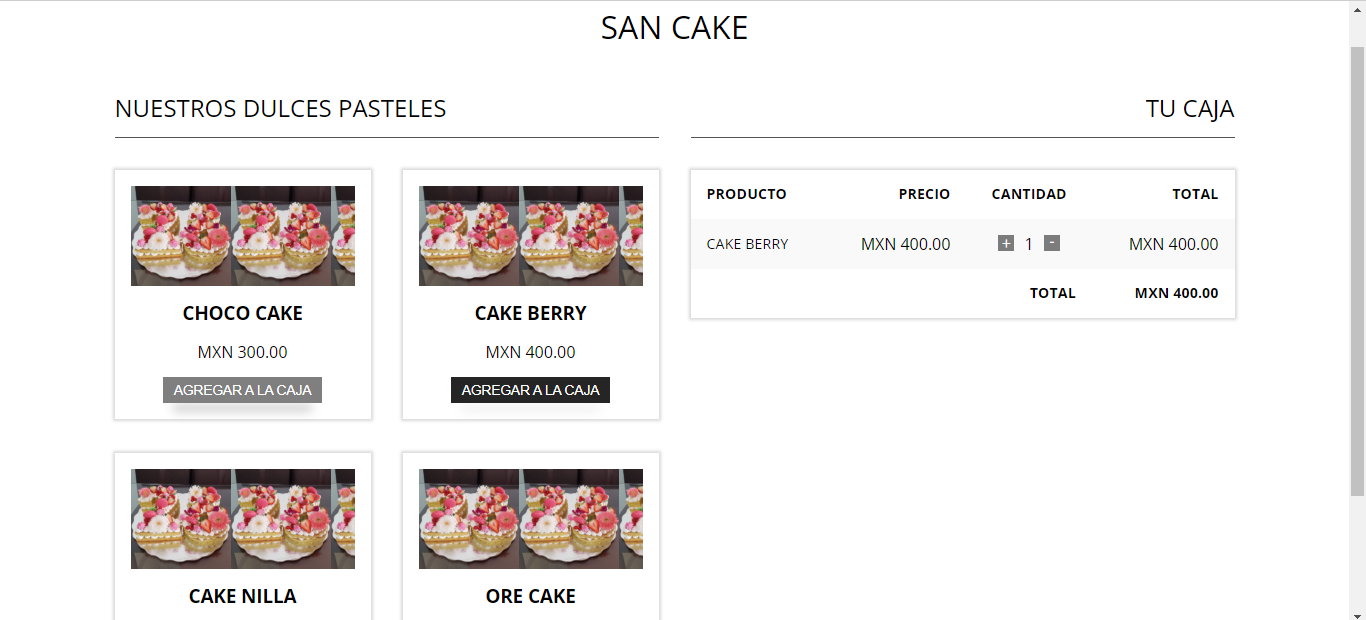 SAN CAKE
NUESTROS DULCES PASTELES
CHOCO CAKE
MXN 300.00
AGREGAR A LA CAJA
CAKE BERRY
MXN 400.00
AGREGAR A LA CAJA
CAKE NILLA
ORE CAKE
TU CAJA
PRODUCTO PRECIO CANTIDAD TOTAL
CAKE BERRY MXN 400.00 + 1 - MXN 400.00
TOTAL MXN 400.00